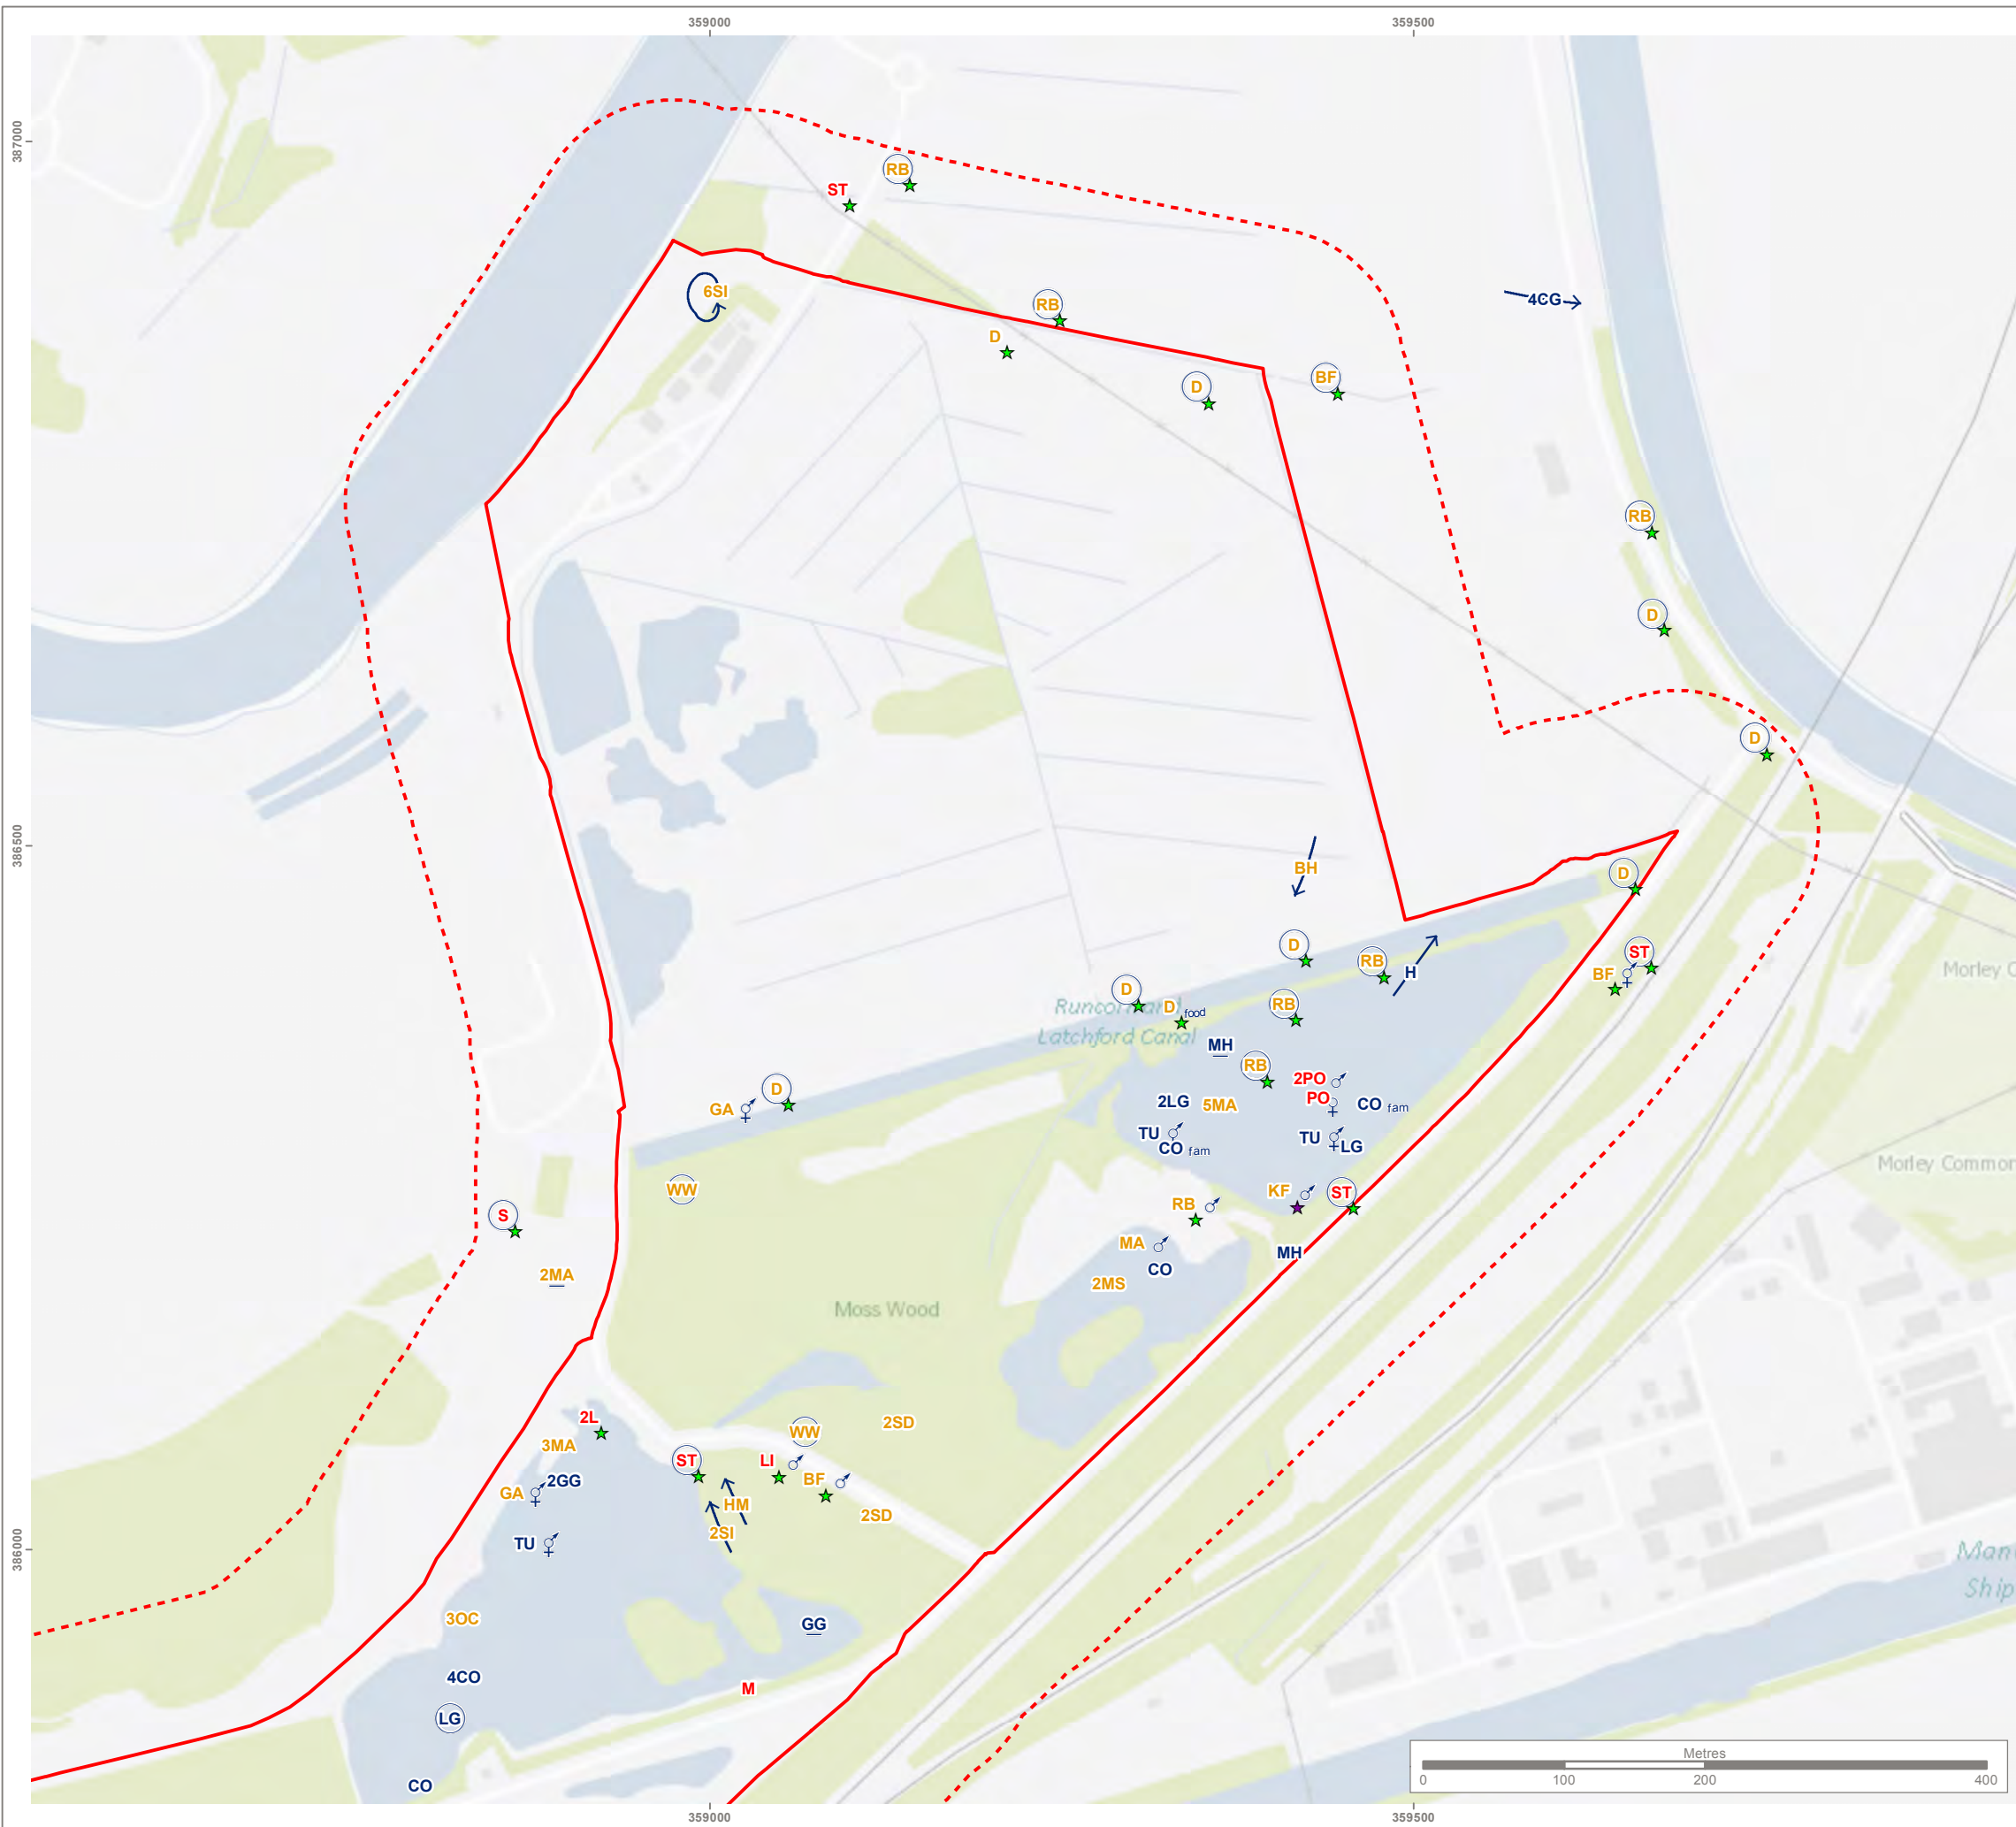 359000 359500
387000
RB
ST
6SI
4CG
RB
D
BF
D
RB
D
D
386500
BH
D
D
RB
H
ST
BF
D
RB
D food
Runcorn and
Latchford Canal
MH
RB
2PO
PO
D
GA
2LG
5MA
CO fam
TU
CO fam
TU
LG
WW
KF
ST
RB
S
MA
MH
CO
2MA
2MS
Moss Wood
2L
2SD
WW
3MA
ST
LI
BF
2GG
GA
HM
2SD
2SI
TU
386000
3OC
GG
4CO
M
LG
CO
Morley C
Morley Common
Man
Ship
Metres
0 100 200 400
359000 359500